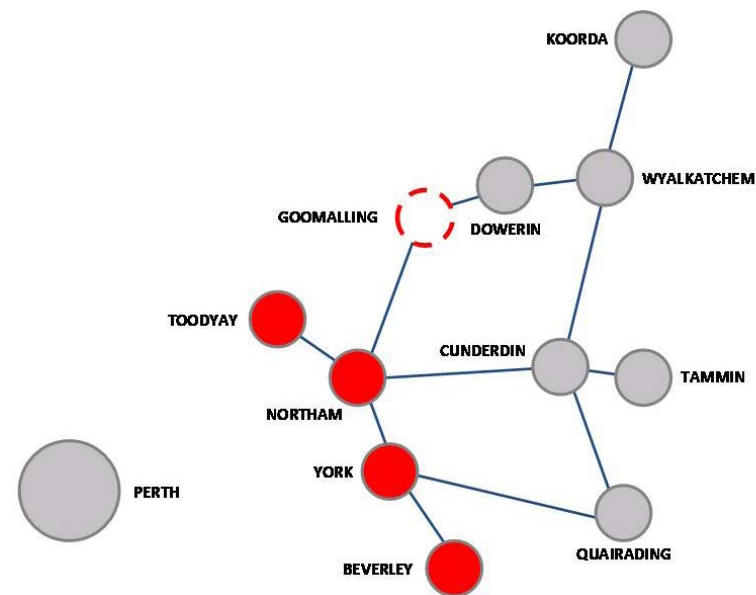 KOORDA
WYALKATCHEM
GOOMALLING
DOWERIN
TOODYAY
CUNDERDIN
TAMMIN
NORTHAM
YORK
PERTH
QUAIRADING
BEVERLEY